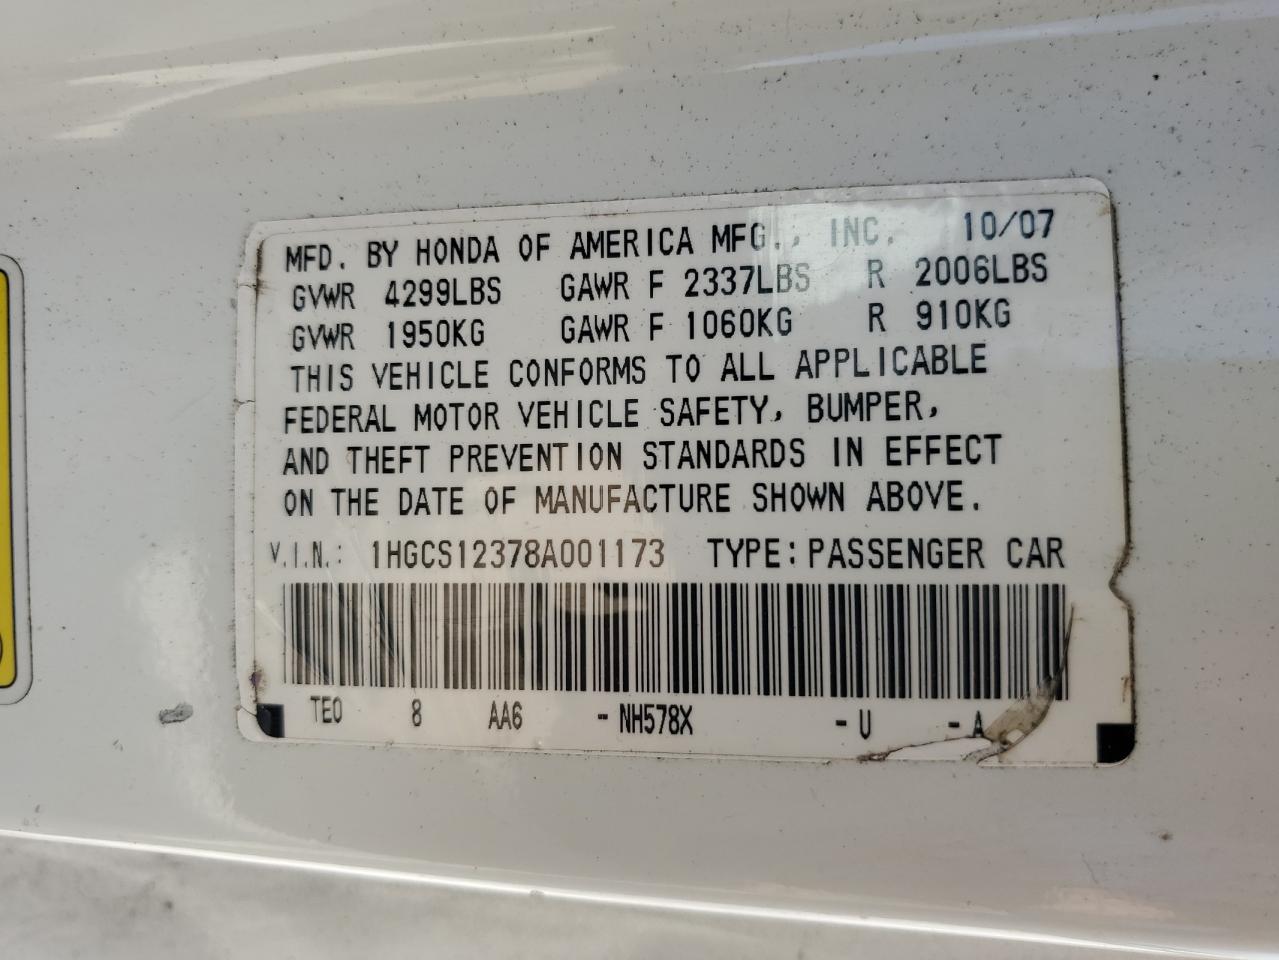 MFD. BY HONDA OF AMERICA MFG., INC. 10/07
GVWR 4299LBS GAWR F 2337LBS R 2006LBS
GVWR 1950KG GAWR F 1060KG R 910KG
THIS VEHICLE CONFORMS TO ALL APPLICABLE
FEDERAL MOTOR VEHICLE SAFETY, BUMPER,
AND THEFT PREVENTION STANDARDS IN EFFECT
ON THE DATE OF MANUFACTURE SHOWN ABOVE.
V.I.N.: 1HGCS12378A001173 TYPE:PASSENGER CAR
TE0 8 AA6 -NH578X -U -A